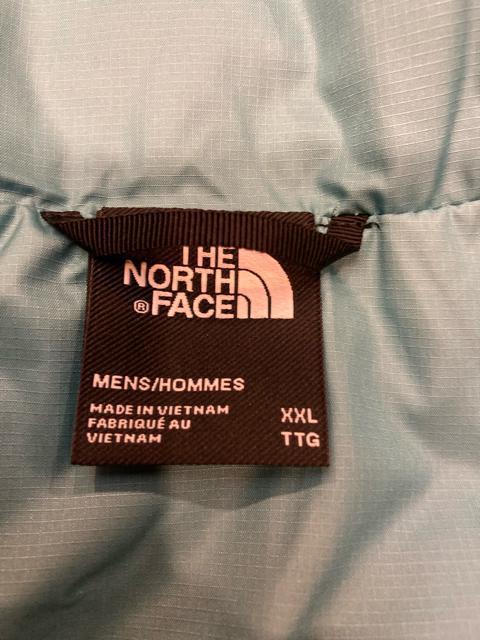 THE
NORTH
® FACE
MENS/HOMMES
MADE IN VIETNAM
FABRIQUÉ AU
VIETNAM
XXL
TTG